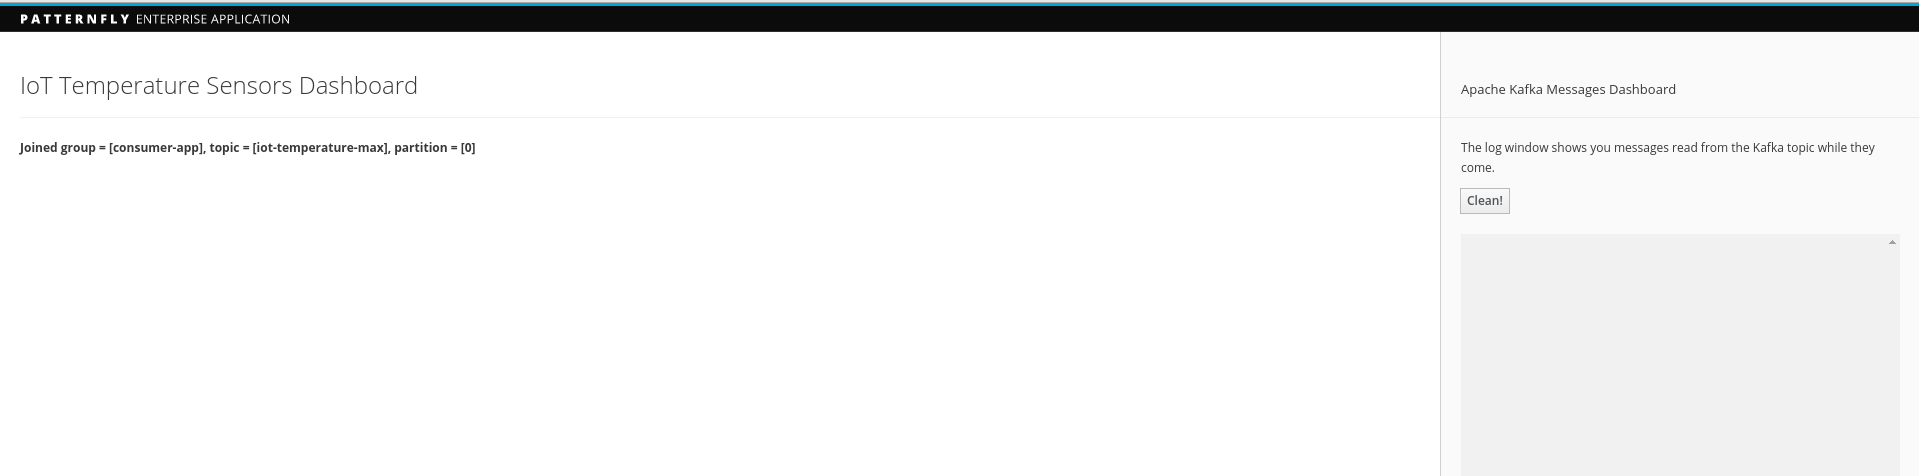 PATTERNFLY ENTERPRISE APPLICATION
IoT Temperature Sensors Dashboard
Joined group = [consumer-app], topic = [iot-temperature-max], partition = [0]
Apache Kafka Messages Dashboard
The log window shows you messages read from the Kafka topic while they
come.
Clean!